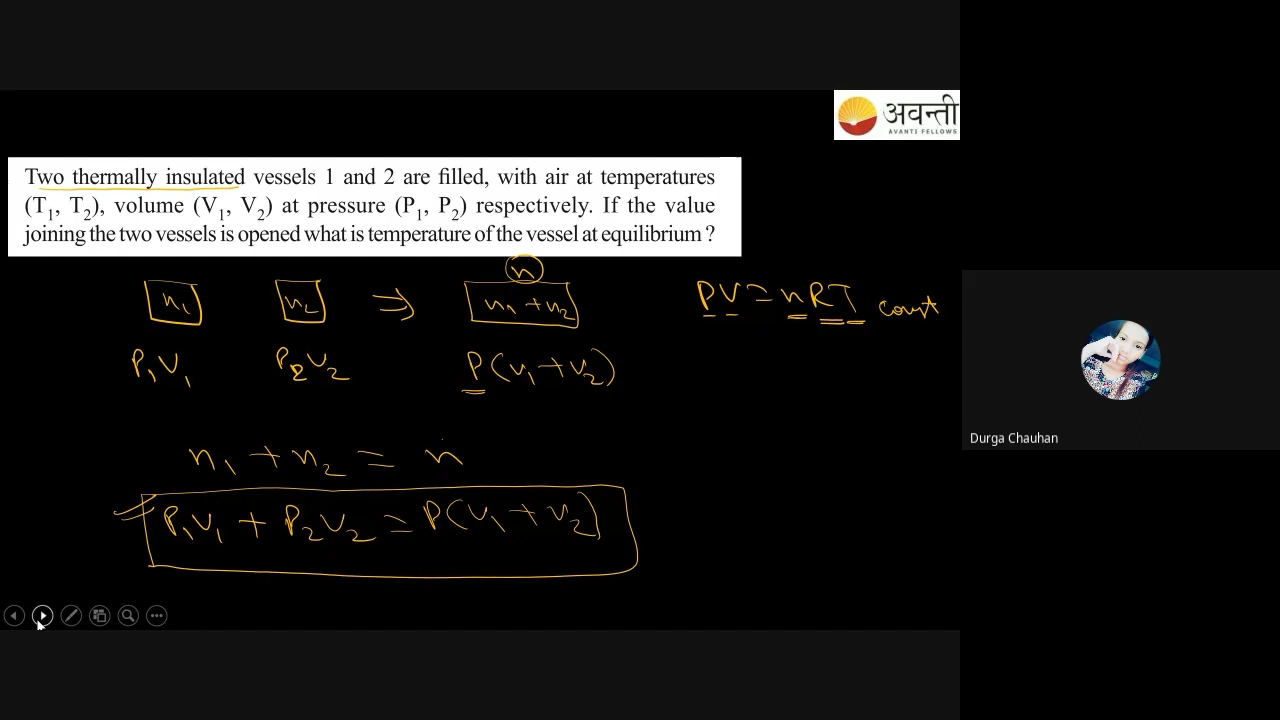 अवन्ती
AVANTI FELLOWS
Two thermally insulated vessels 1 and 2 are filled, with air at temperatures
(T₁, T₂), volume (V₁, V₂) at pressure (P₁, P₂) respectively. If the value
joining the two vessels is opened what is temperature of the vessel at equilibrium ?
n
n₁ n₂ ⇒ n₁ + n₂
PV = nRT const
P₁V₁ P₂V₂ P(V₁+V₂)
n₁ + n₂ = n
P₁V₁ + P₂V₂ = P(V₁ + V₂)
Durga Chauhan